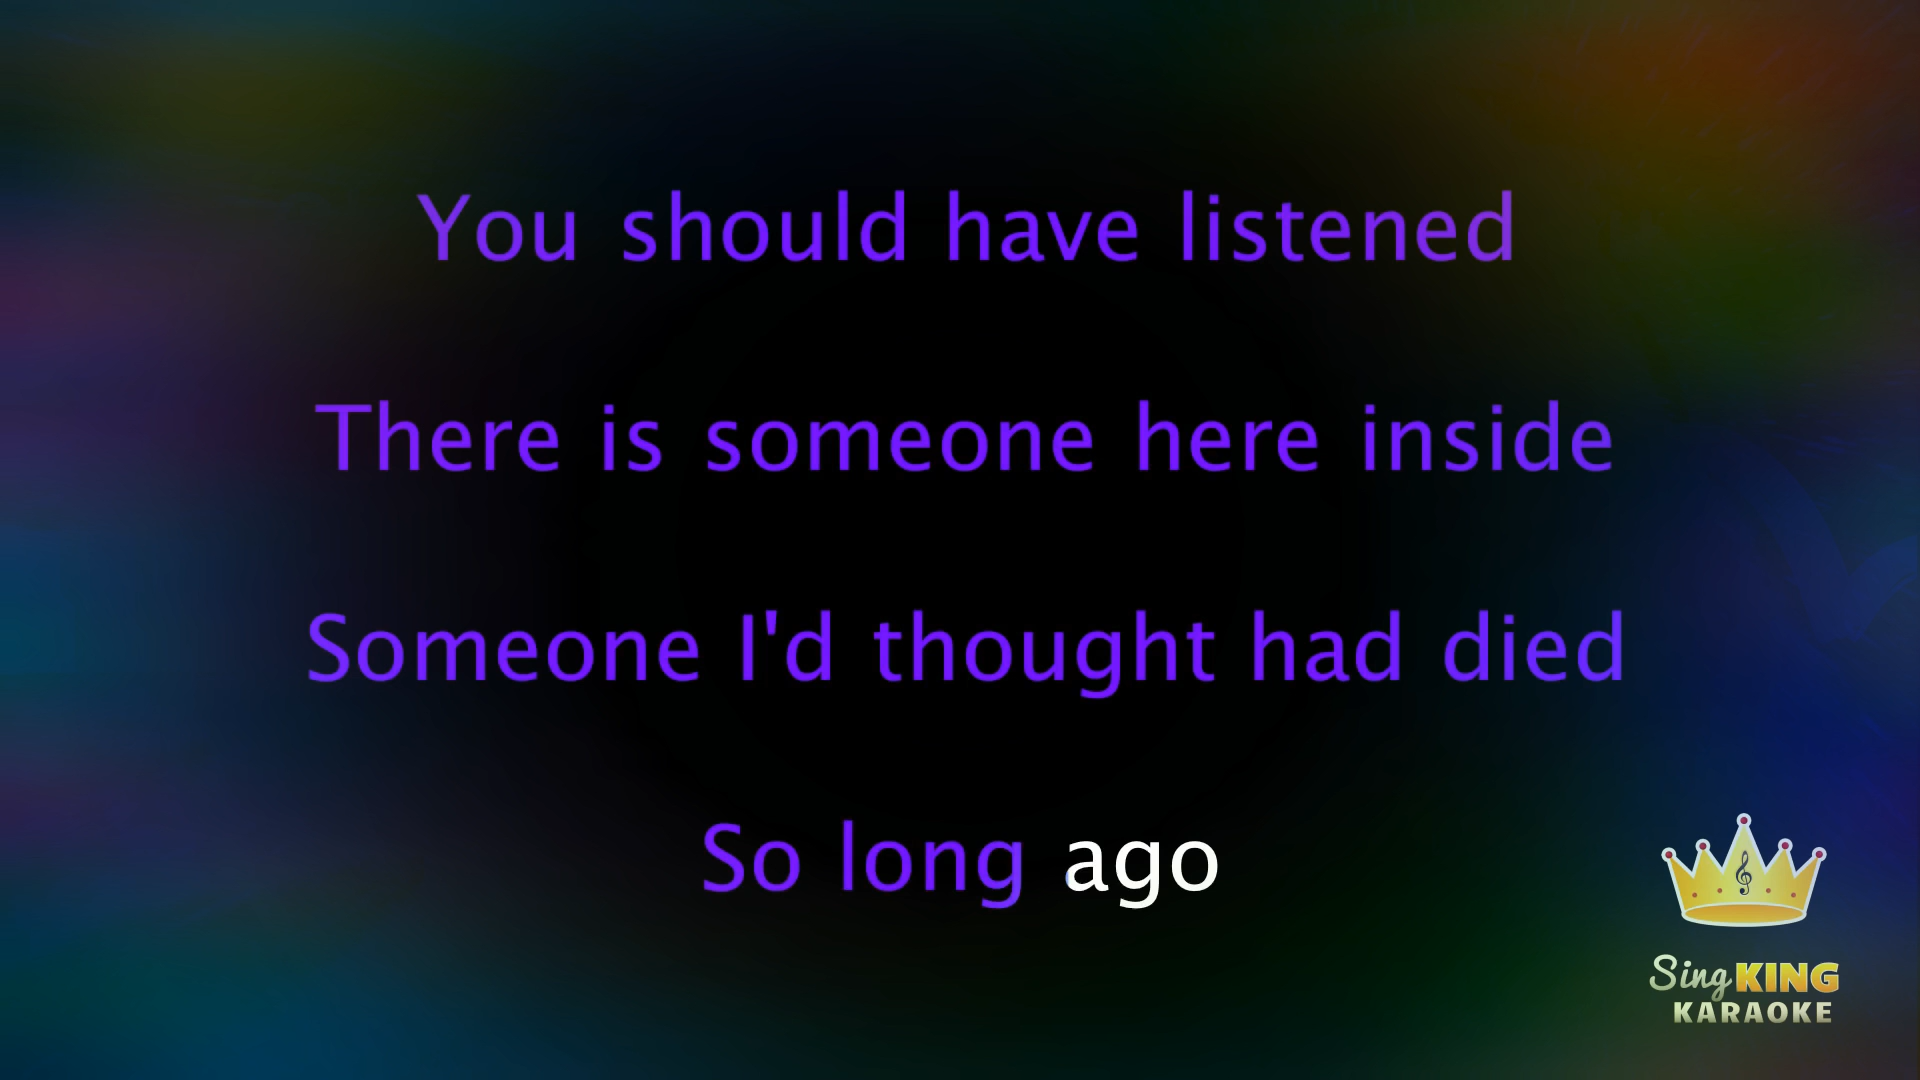 You should have listened
There is someone here inside
Someone I'd thought had died
So long ago
Sing KING
KARAOKE